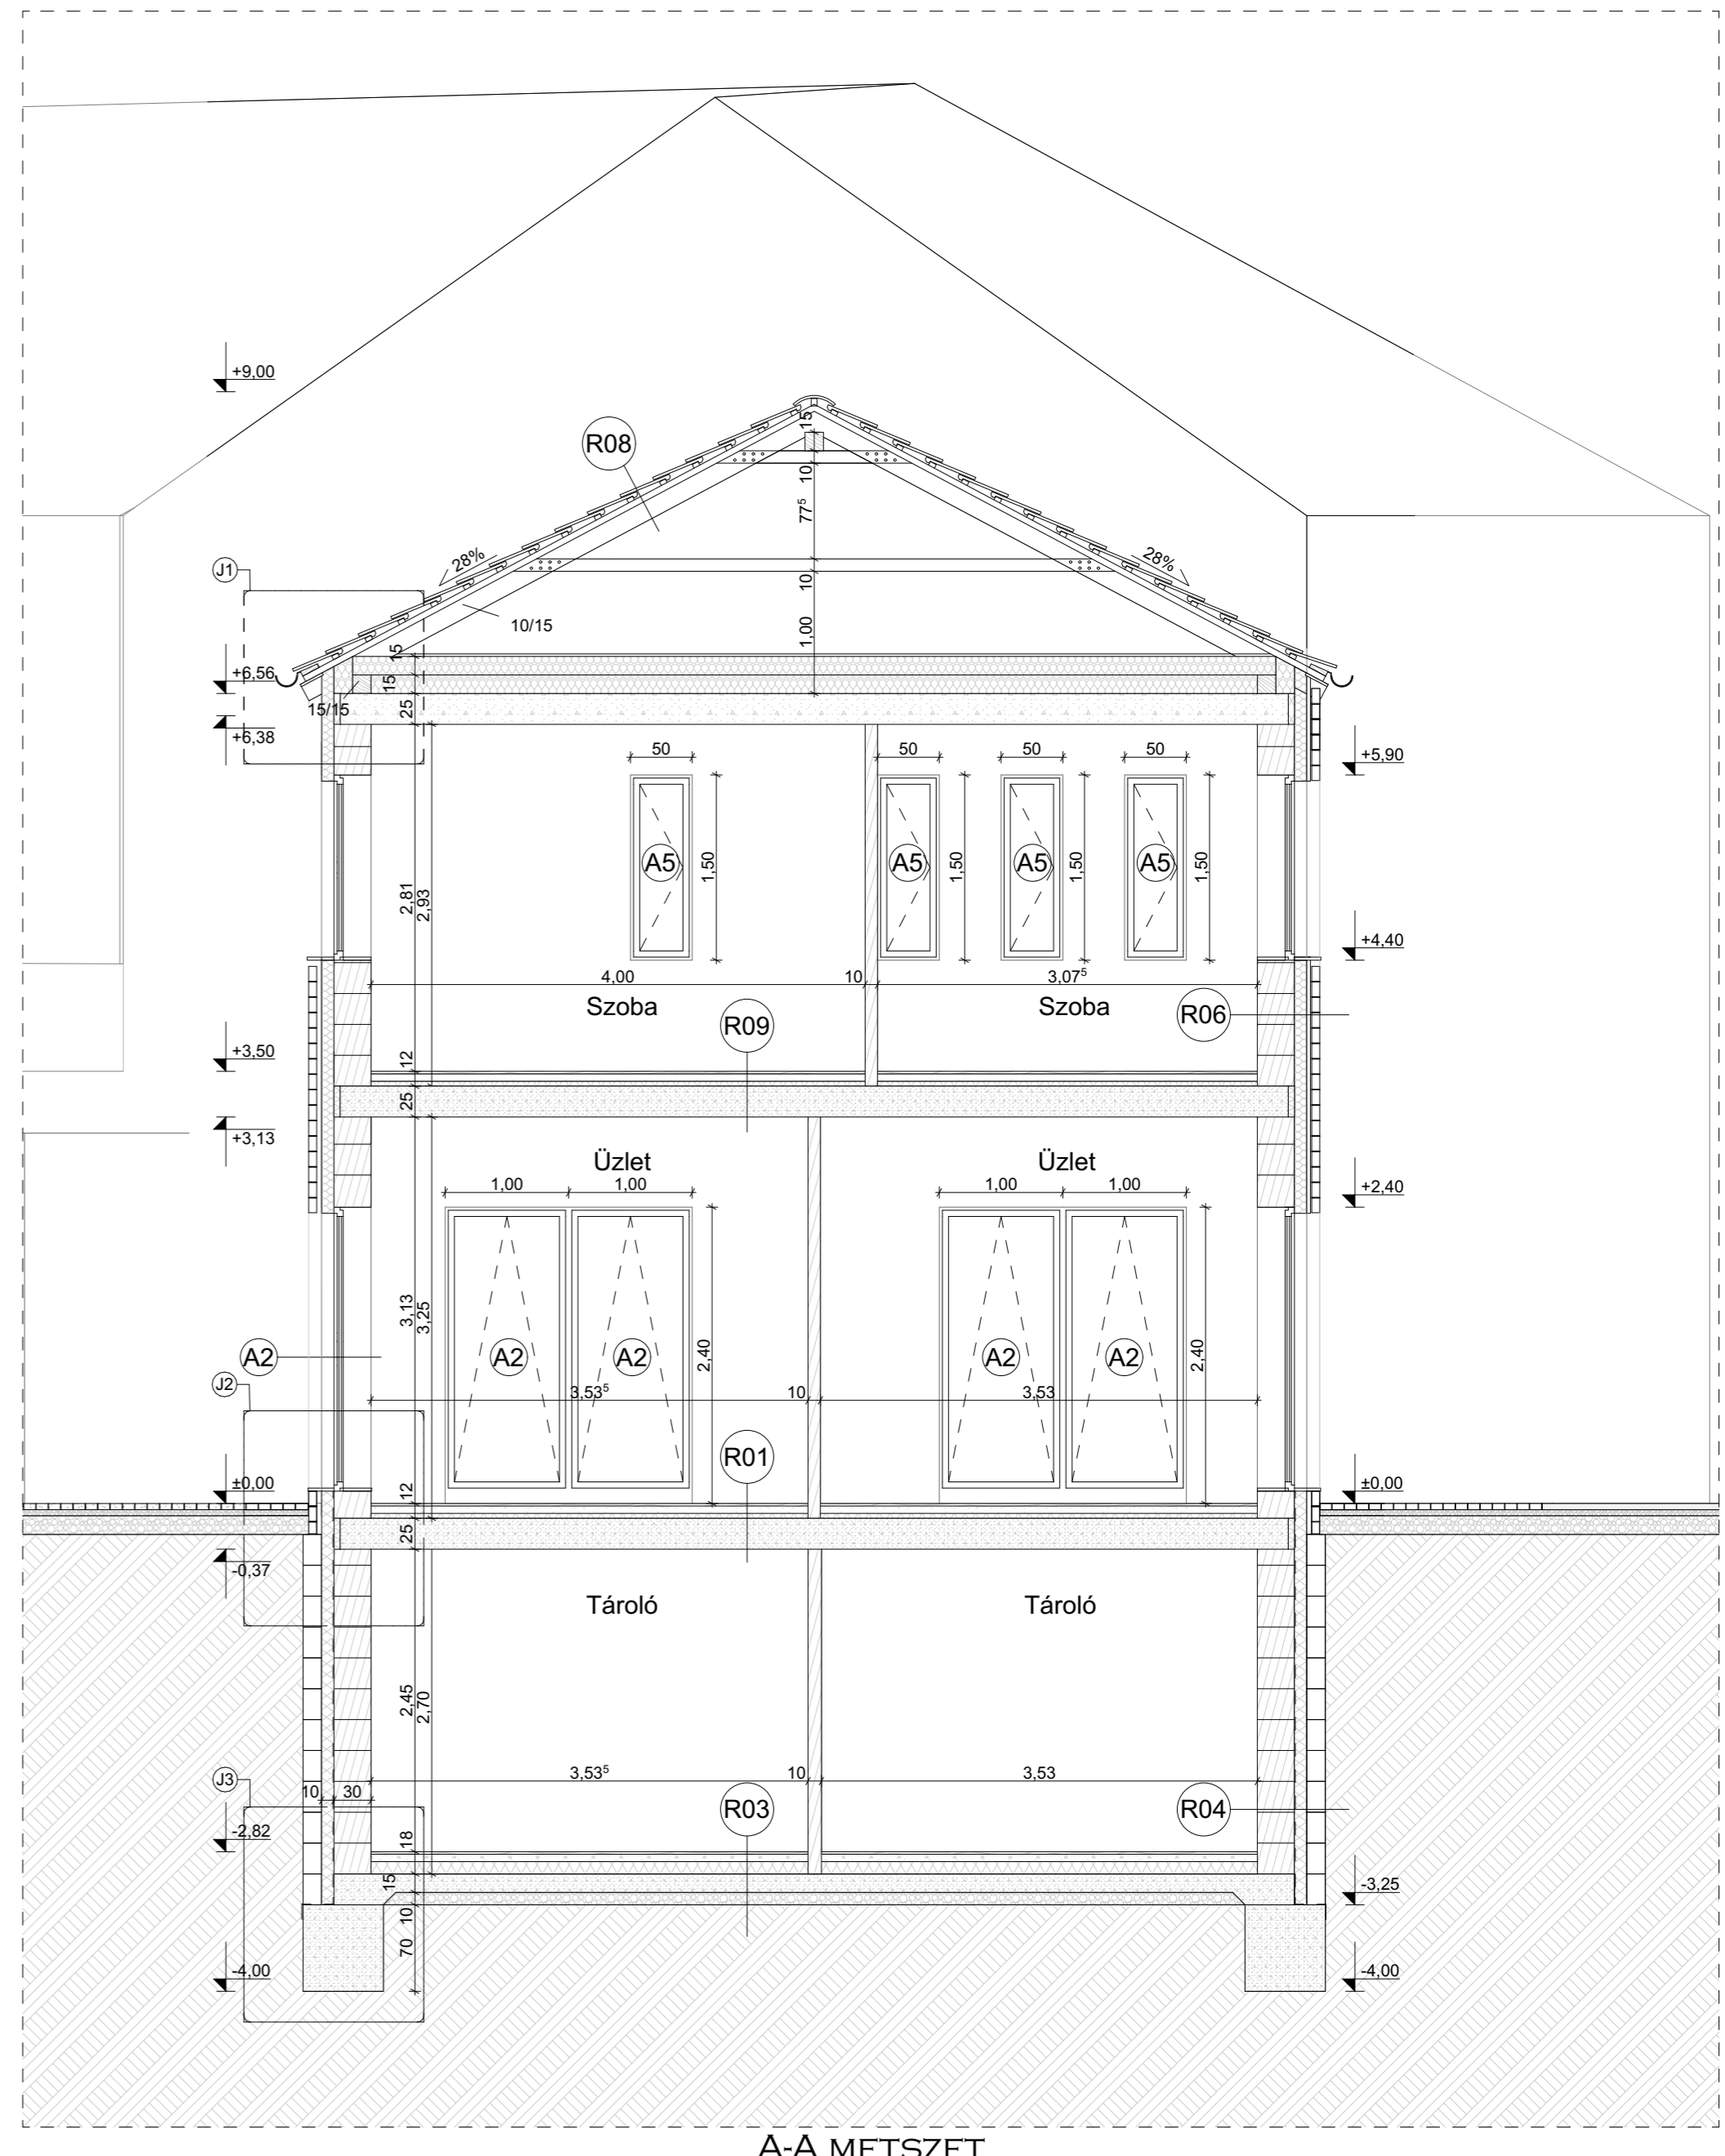 +9,00
R08
15
10
77⁵
28%
28%
J1
10
10/15
1,00
15
+6,56
15
15/15
25
+6,38
50
50
50
50
+5,90
A5
A5
A5
A5
1,50
1,50
1,50
1,50
2,81
2,93
+4,40
4,00
10
3,07⁵
Szoba
Szoba
R09
R06
+3,50
12
25
+3,13
Üzlet
Üzlet
1,00
1,00
1,00
1,00
+2,40
3,13
3,25
A2
A2
A2
A2
A2
2,40
2,40
J2
3,53⁵
10
3,53
R01
±0,00
12
±0,00
25
-0,37
Tároló
Tároló
2,45
2,70
J3
3,53⁵
10
3,53
10
30
R03
R04
-2,82
18
15
-3,25
10
70
-4,00
-4,00
A-A METSZET